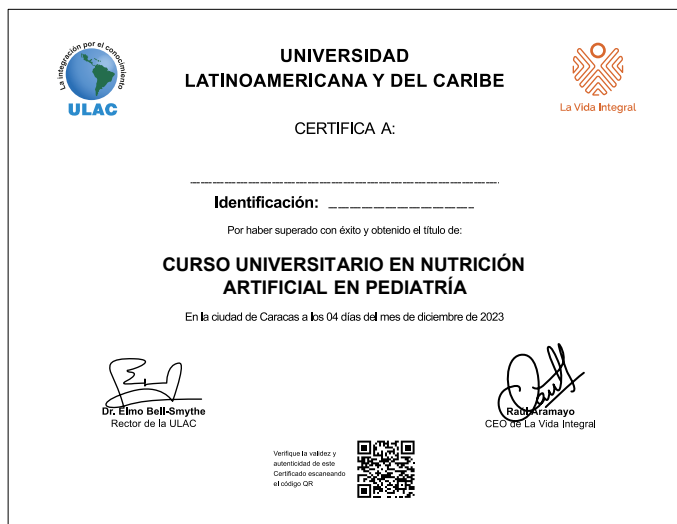 La integración por el conocimiento
ULAC
UNIVERSIDAD
LATINOAMERICANA Y DEL CARIBE
La Vida Integral
CERTIFICA A:
Identificación:
Por haber superado con éxito y obtenido el título de:
CURSO UNIVERSITARIO EN NUTRICIÓN
ARTIFICIAL EN PEDIATRÍA
En la ciudad de Caracas a los 04 días del mes de diciembre de 2023
Dr. Elmo Bell-Smythe
Rector de la ULAC
Raúl Aramayo
CEO de La Vida Integral
Verifique la validez y
autenticidad de este
Certificado escaneando
el código QR